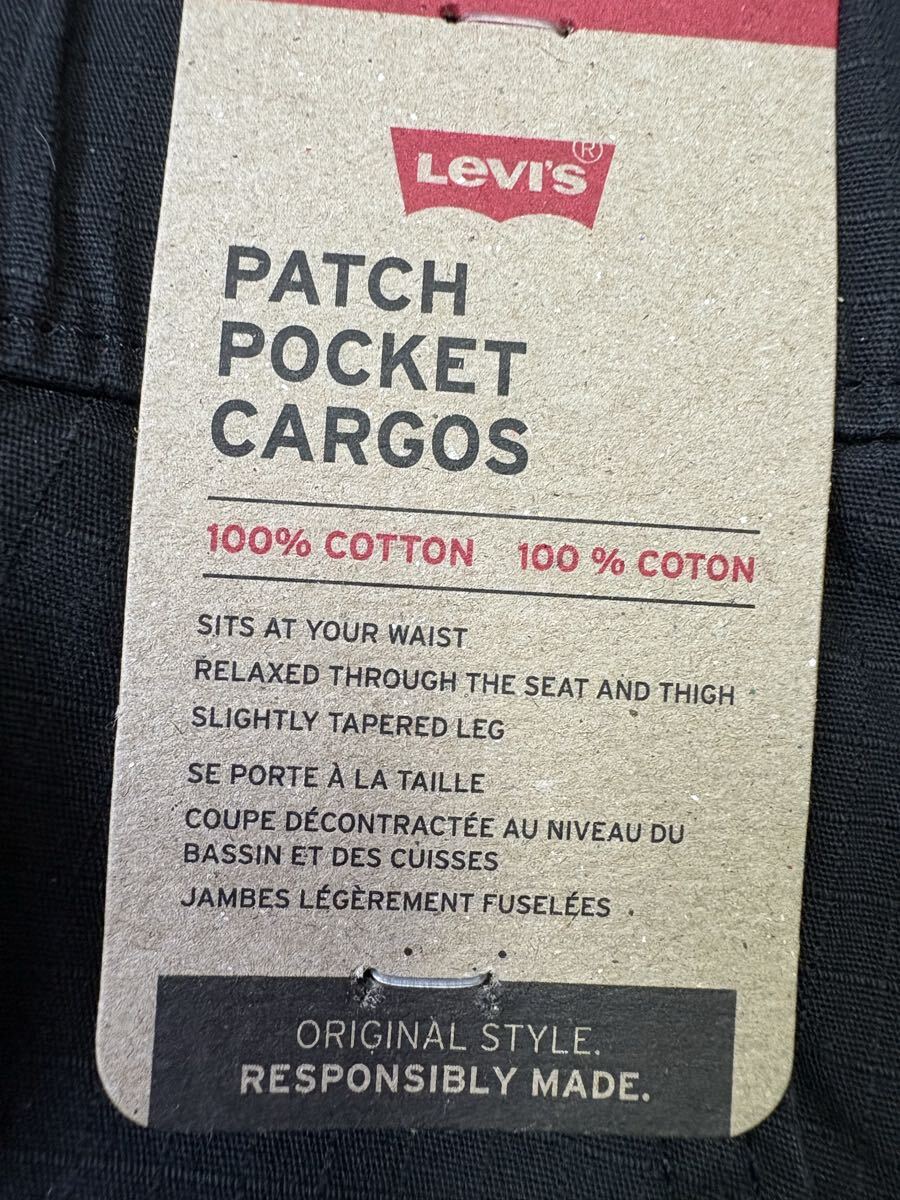 Levi's®
PATCH
POCKET
CARGOS
100% COTTON 100 % COTON
SITS AT YOUR WAIST
RELAXED THROUGH THE SEAT AND THIGH
SLIGHTLY TAPERED LEG
SE PORTE À LA TAILLE
COUPE DÉCONTRACTÉE AU NIVEAU DU
BASSIN ET DES CUISSES
JAMBES LÉGÈREMENT FUSELÉES
ORIGINAL STYLE.
RESPONSIBLY MADE.